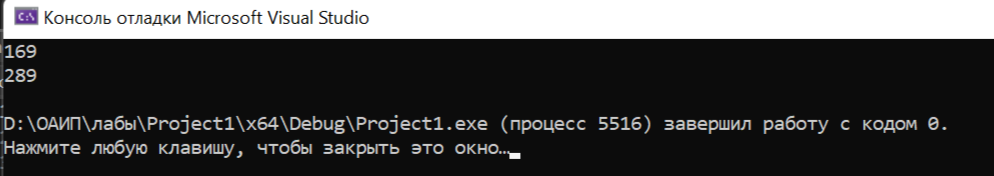 Консоль отладки Microsoft Visual Studio
169
289
D:\ОАИП\лабы\Project1\x64\Debug\Project1.exe (процесс 5516) завершил работу с кодом 0.
Нажмите любую клавишу, чтобы закрыть это окно…